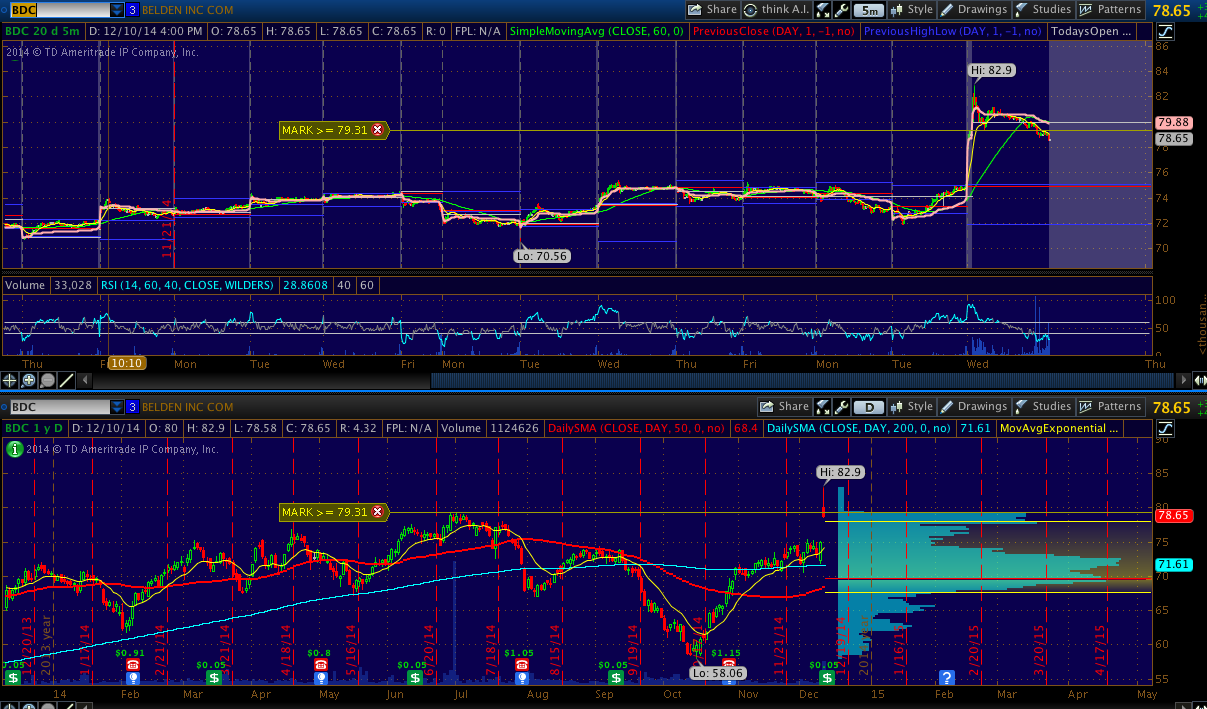 BDC 3 BELDEN INC COM Share think A.I. 5m Style Drawings Studies Patterns 78.65
BDC 20 d 5m D: 12/10/14 4:00 PM O: 78.65 H: 78.65 L: 78.65 C: 78.65 R: 0 FPL: N/A SimpleMovingAvg (CLOSE, 60, 0) PreviousClose (DAY, 1, -1, no) PreviousHighLow (DAY, 1, -1, no) TodaysOpen ...
2014 © TD Ameritrade IP Company, Inc.
86
Hi: 82.9
84
82
79.88
MARK >= 79.31
78.65
78
76
74
72
11/21/14
70
Lo: 70.56
Volume 33,028 RSI (14, 60, 40, CLOSE, WILDERS) 28.8608 40 60
100
50
0
<thousan...
Thu 10:10 Mon Tue Wed Fri Mon Tue Wed Thu Fri Mon Tue Wed Thu
BDC 3 BELDEN INC COM Share D Style Drawings Studies Patterns 78.65
BDC 1 y D D: 12/10/14 O: 80 H: 82.9 L: 78.58 C: 78.65 R: 4.32 FPL: N/A Volume 1124626 DailySMA (CLOSE, DAY, 50, 0, no) 68.4 DailySMA (CLOSE, DAY, 200, 0, no) 71.61 MovAvgExponential ...
2014 © TD Ameritrade IP Company, Inc.
90
Hi: 82.9
85
80
MARK >= 79.31
78.65
75
71.61
70
65
60
55
2013 year 1/17/14 2/21/14 3/21/14 4/18/14 5/16/14 6/20/14 7/18/14 8/15/14 9/19/14 11/21/14 1/16/15 2/20/15 3/20/15 4/17/15
$0.91 $0.05 $0.8 $0.05 $1.05 $0.05 $1.15 $0.05
Lo: 58.06
14 Feb Mar Apr May Jun Jul Aug Sep Oct Nov Dec 15 Feb Mar Apr May